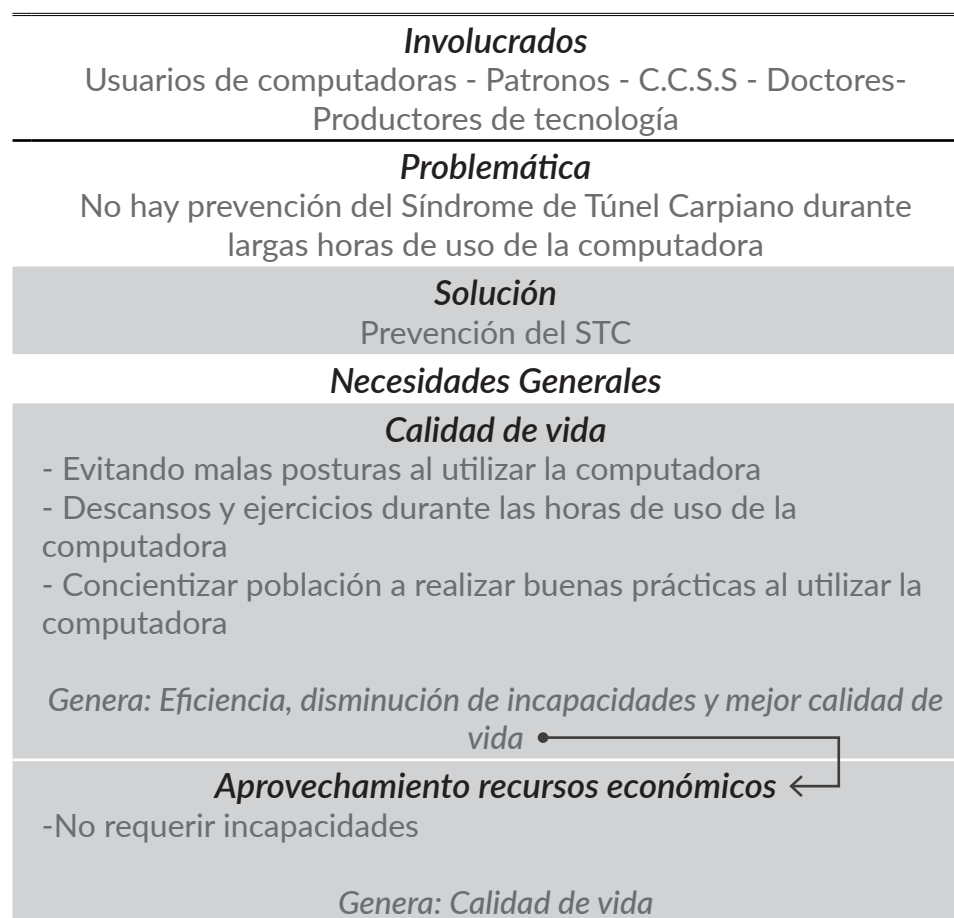 Involucrados
Usuarios de computadoras - Patronos - C.C.S.S - Doctores-
Productores de tecnología
Problemática
No hay prevención del Síndrome de Túnel Carpiano durante
largas horas de uso de la computadora
Solución
Prevención del STC
Necesidades Generales
Calidad de vida
- Evitando malas posturas al utilizar la computadora
- Descansos y ejercicios durante las horas de uso de la
computadora
- Concientizar población a realizar buenas prácticas al utilizar la
computadora
Genera: Eficiencia, disminución de incapacidades y mejor calidad de
vida
Aprovechamiento recursos económicos
-No requerir incapacidades
Genera: Calidad de vida